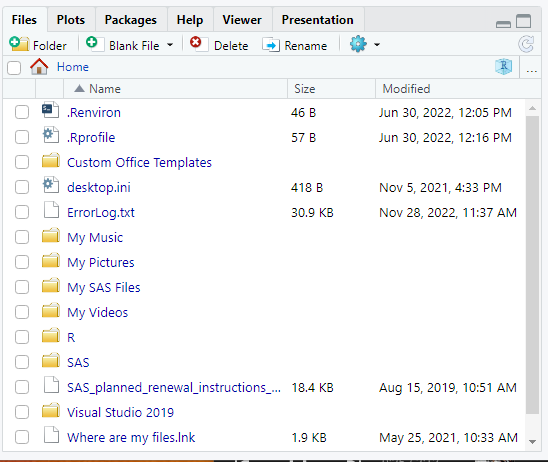 Files Plots Packages Help Viewer Presentation
Folder Blank File Delete Rename
Home R ...
Name Size Modified
.Renviron 46 B Jun 30, 2022, 12:05 PM
.Rprofile 57 B Jun 30, 2022, 12:16 PM
Custom Office Templates
desktop.ini 418 B Nov 5, 2021, 4:33 PM
ErrorLog.txt 30.9 KB Nov 28, 2022, 11:37 AM
My Music
My Pictures
My SAS Files
My Videos
R
SAS
SAS_planned_renewal_instructions_... 18.4 KB Aug 15, 2019, 10:51 AM
Visual Studio 2019
Where are my files.lnk 1.9 KB May 25, 2021, 10:33 AM